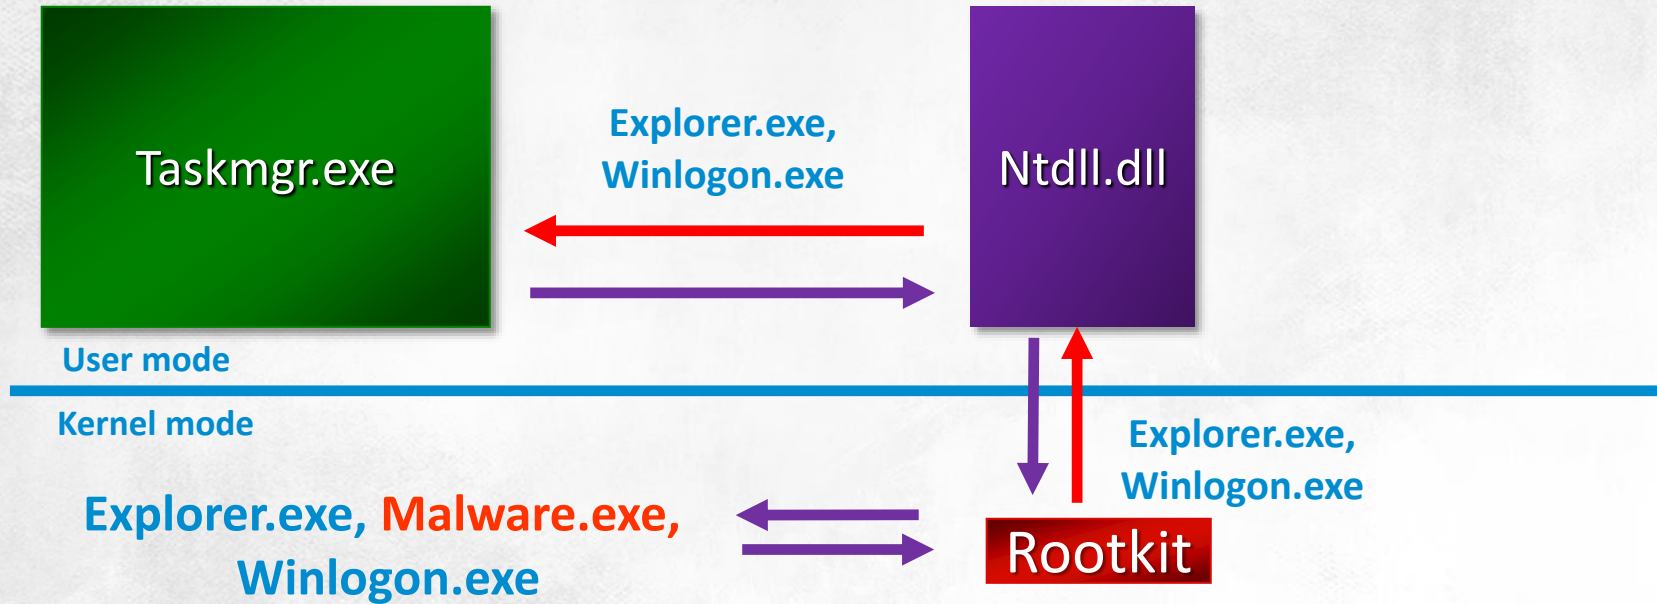 Taskmgr.exe
Explorer.exe,
Winlogon.exe
Ntdll.dll
User mode
Kernel mode
Explorer.exe,
Winlogon.exe
Explorer.exe, Malware.exe,
Winlogon.exe
Rootkit